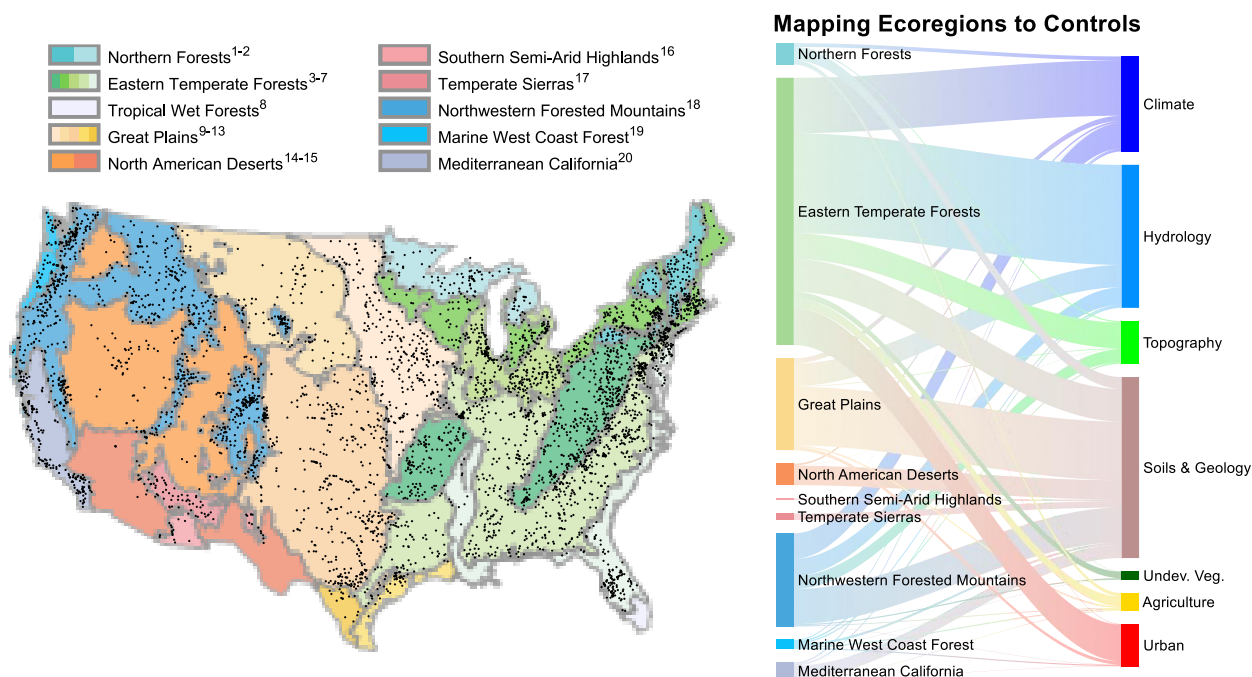 Northern Forests1-2
Eastern Temperate Forests3-7
Tropical Wet Forests8
Great Plains9-13
North American Deserts14-15
Southern Semi-Arid Highlands16
Temperate Sierras17
Northwestern Forested Mountains18
Marine West Coast Forest19
Mediterranean California20
Mapping Ecoregions to Controls
Northern Forests
Eastern Temperate Forests
Great Plains
North American Deserts
Southern Semi-Arid Highlands
Temperate Sierras
Northwestern Forested Mountains
Marine West Coast Forest
Mediterranean California
Climate
Hydrology
Topography
Soils & Geology
Undev. Veg.
Agriculture
Urban